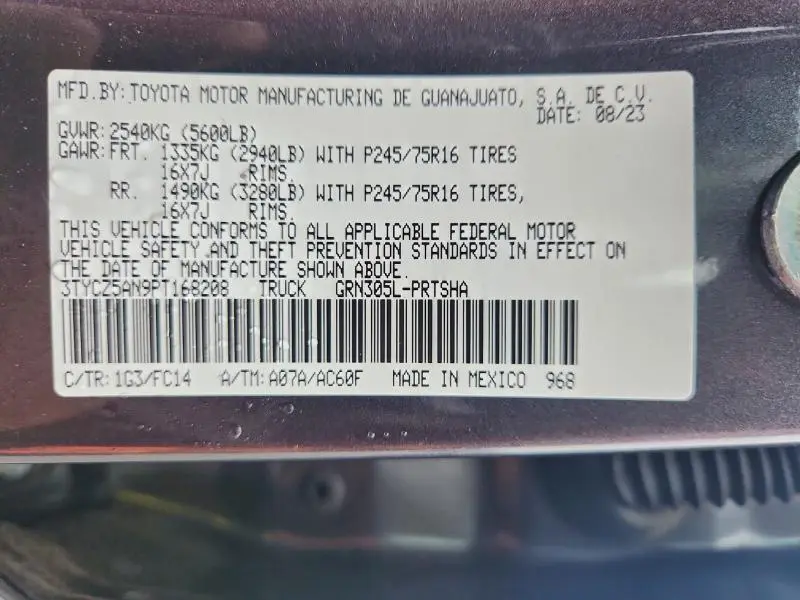 MFD.BY:TOYOTA MOTOR MANUFACTURING DE GUANAJUATO, S.A. DE C.V.
DATE: 08/23
GVWR:2540KG (5600LB)
GAWR:FRT. 1335KG (2940LB) WITH P245/75R16 TIRES
16X7J RIMS.
RR. 1490KG (3280LB) WITH P245/75R16 TIRES,
16X7J RIMS.
THIS VEHICLE CONFORMS TO ALL APPLICABLE FEDERAL MOTOR
VEHICLE SAFETY AND THEFT PREVENTION STANDARDS IN EFFECT ON
THE DATE OF MANUFACTURE SHOWN ABOVE.
3TYCZ5AN9PT168208 TRUCK GRN305L-PRTSHA
C/TR:1G3/FC14 A/TM:A07A/AC60F MADE IN MEXICO 968